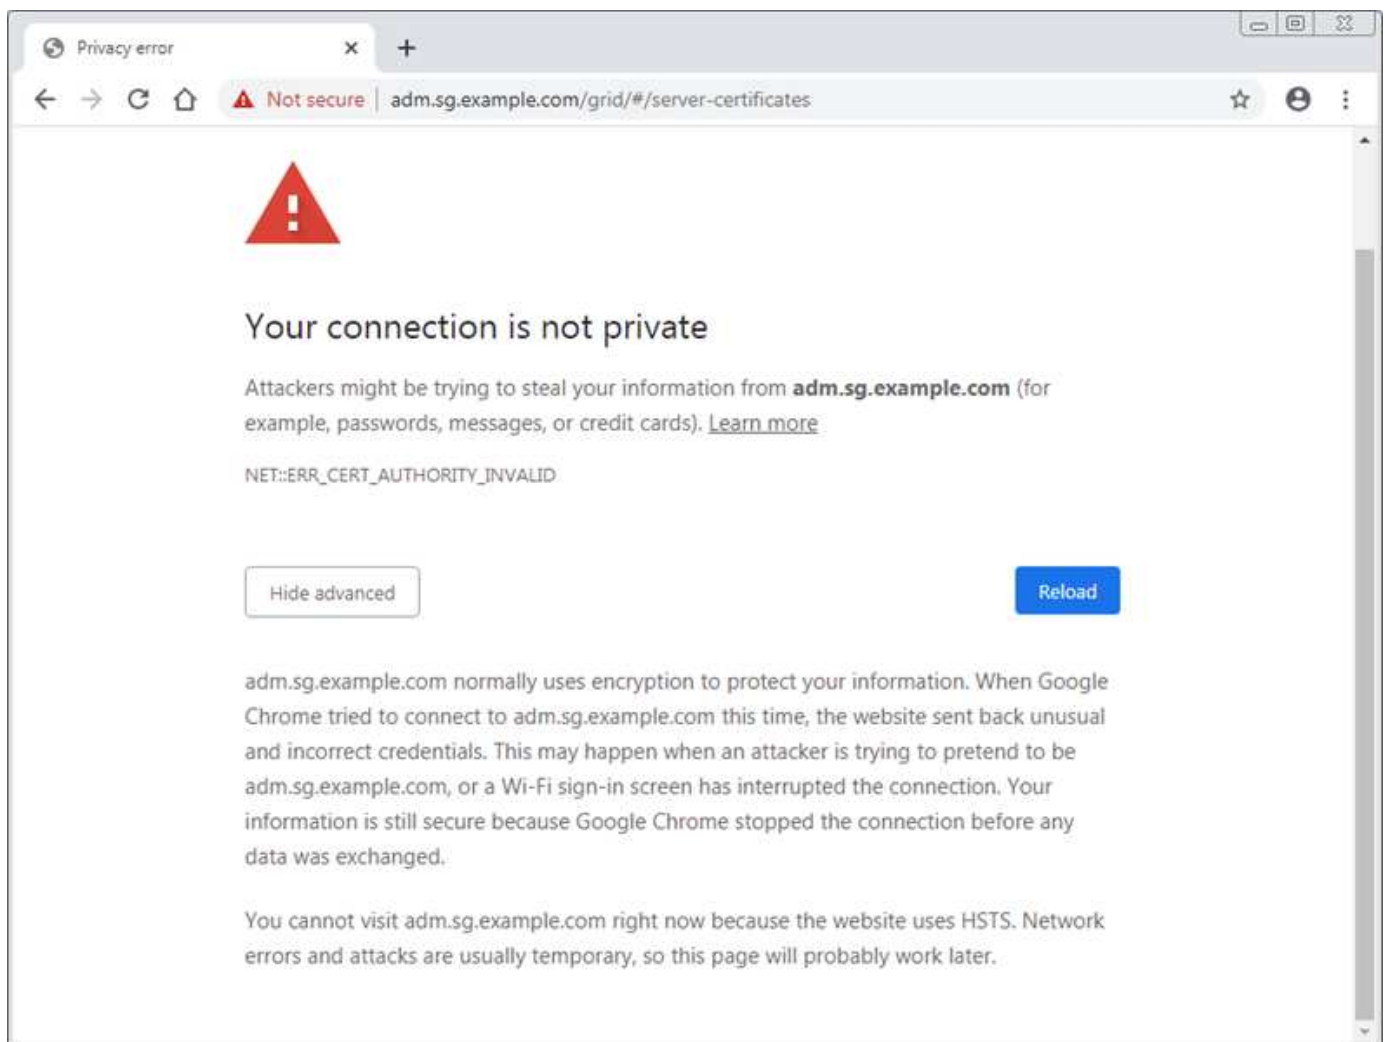 Privacy error
Not secure | adm.sg.example.com/grid/#/server-certificates
Your connection is not private
Attackers might be trying to steal your information from adm.sg.example.com (for
example, passwords, messages, or credit cards). Learn more
NET::ERR_CERT_AUTHORITY_INVALID
Hide advanced
Reload
adm.sg.example.com normally uses encryption to protect your information. When Google
Chrome tried to connect to adm.sg.example.com this time, the website sent back unusual
and incorrect credentials. This may happen when an attacker is trying to pretend to be
adm.sg.example.com, or a Wi-Fi sign-in screen has interrupted the connection. Your
information is still secure because Google Chrome stopped the connection before any
data was exchanged.
You cannot visit adm.sg.example.com right now because the website uses HSTS. Network
errors and attacks are usually temporary, so this page will probably work later.